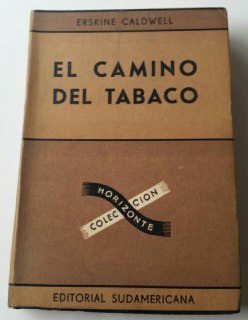 ERSKINE CALDWELL
EL CAMINO
DEL TABACO
HORIZONTE
COLECCION
EDITORIAL SUDAMERICANA